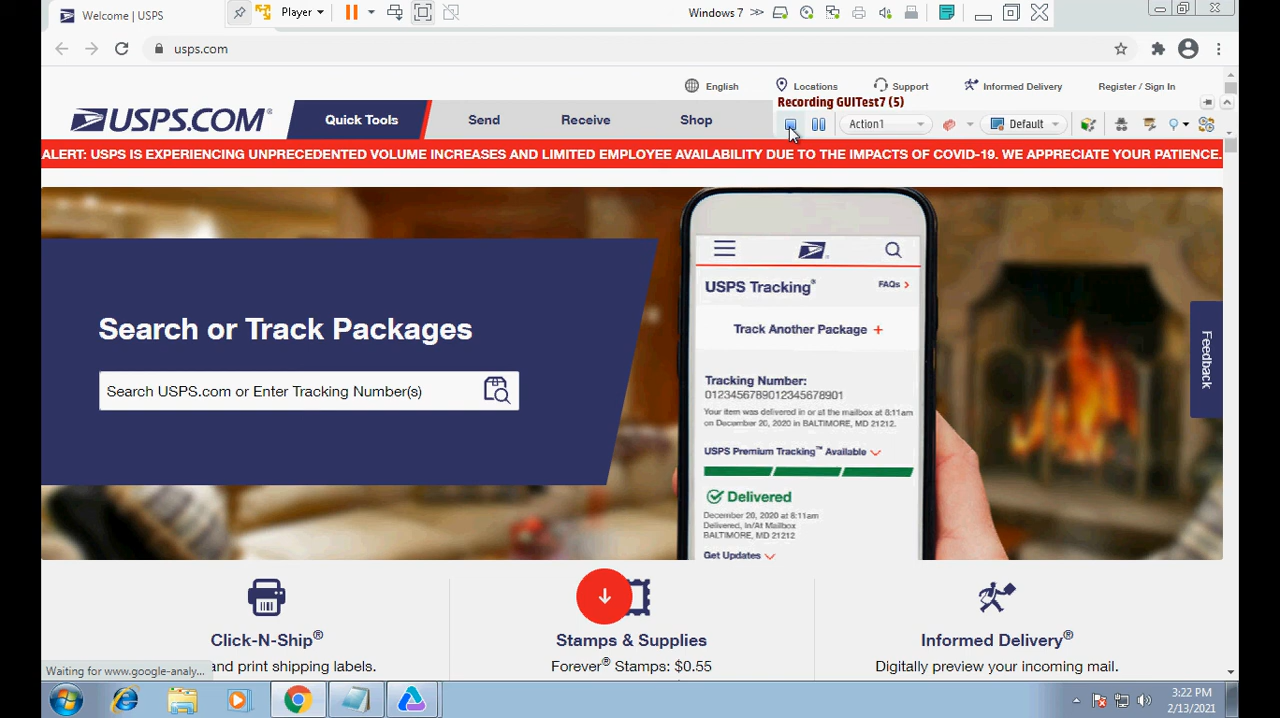 Welcome | USPS
Player
Windows 7
usps.com
English
Locations
Support
Informed Delivery
Register / Sign In
Recording GUITest7 (5)
USPS.COM®
Quick Tools
Send
Receive
Shop
Action1
Default
ALERT: USPS IS EXPERIENCING UNPRECEDENTED VOLUME INCREASES AND LIMITED EMPLOYEE AVAILABILITY DUE TO THE IMPACTS OF COVID-19. WE APPRECIATE YOUR PATIENCE.
USPS Tracking®
FAQs
Track Another Package +
Search or Track Packages
Search USPS.com or Enter Tracking Number(s)
Tracking Number:
0123456789012345678901
Your item was delivered in or at the mailbox at 8:11am
on December 20, 2020 in BALTIMORE, MD 21212.
USPS Premium Tracking™ Available
Delivered
December 20, 2020 at 8:11am
Delivered, In/At Mailbox
BALTIMORE, MD 21212
Get Updates
Feedback
Click-N-Ship®
and print shipping labels.
Stamps & Supplies
Forever® Stamps: $0.55
Informed Delivery®
Digitally preview your incoming mail.
Waiting for www.google-analy...
3:22 PM
2/13/2021